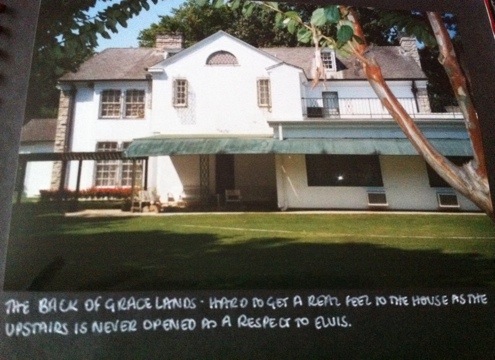 THE BACK OF GRACELANDS - HARD TO GET A REAL FEEL TO THE HOUSE AS THE
UPSTAIRS IS NEVER OPENED AS A RESPECT TO ELVIS.